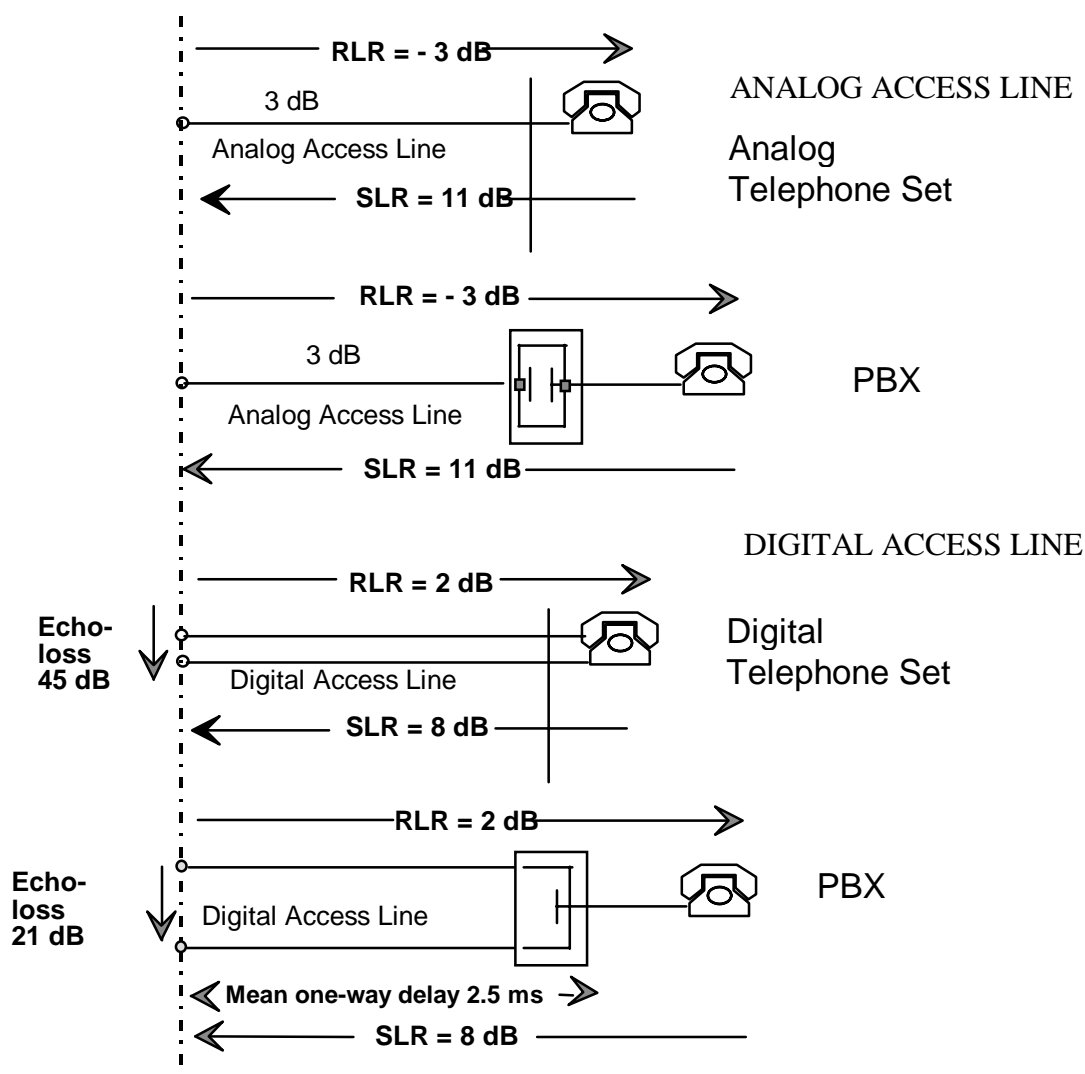 RLR = - 3 dB
3 dB
Analog Access Line
SLR = 11 dB
ANALOG ACCESS LINE
Analog
Telephone Set
RLR = - 3 dB
3 dB
Analog Access Line
SLR = 11 dB
PBX
DIGITAL ACCESS LINE
RLR = 2 dB
Echo-
loss
45 dB
Digital Access Line
SLR = 8 dB
Digital
Telephone Set
RLR = 2 dB
Echo-
loss
21 dB
Digital Access Line
PBX
Mean one-way delay 2.5 ms
SLR = 8 dB